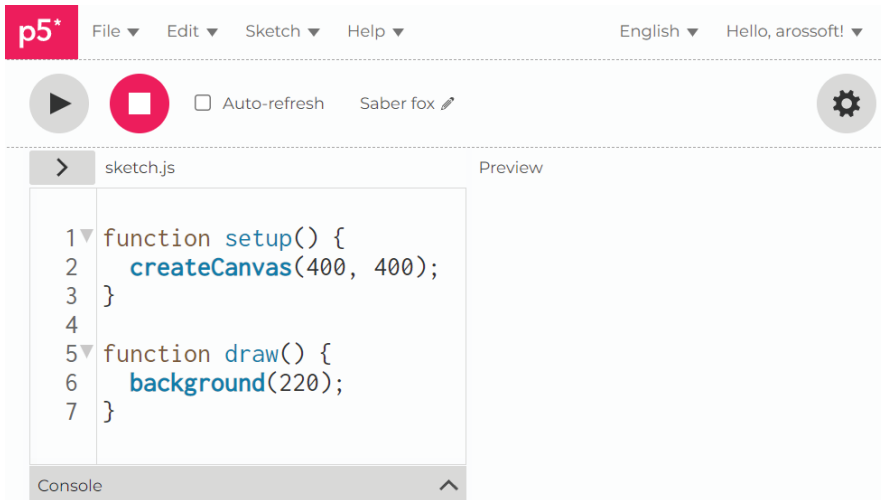 p5* File Edit Sketch Help English Hello, arossoft!
Auto-refresh Saber fox
sketch.js Preview
1 function setup() {
2   createCanvas(400, 400);
3 }
4
5 function draw() {
6   background(220);
7 }
Console